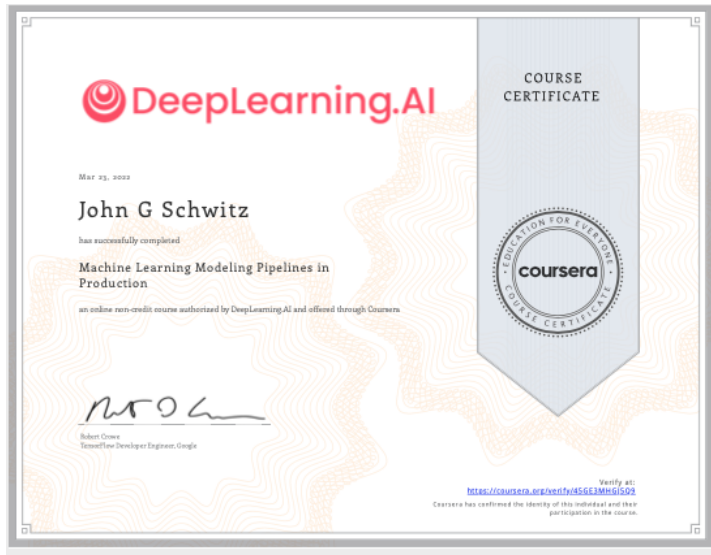 DeepLearning.AI
COURSE
CERTIFICATE
Mar 23, 2022
John G Schwitz
has successfully completed
Machine Learning Modeling Pipelines in
Production
an online non-credit course authorized by DeepLearning.AI and offered through Coursera
EDUCATION FOR EVERYONE
coursera
COURSE CERTIFICATE
Robert Crowe
TensorFlow Developer Engineer, Google
Verify at:
https://coursera.org/verify/45GE3MHGJ5Q9
Coursera has confirmed the identity of this individual and their
participation in the course.